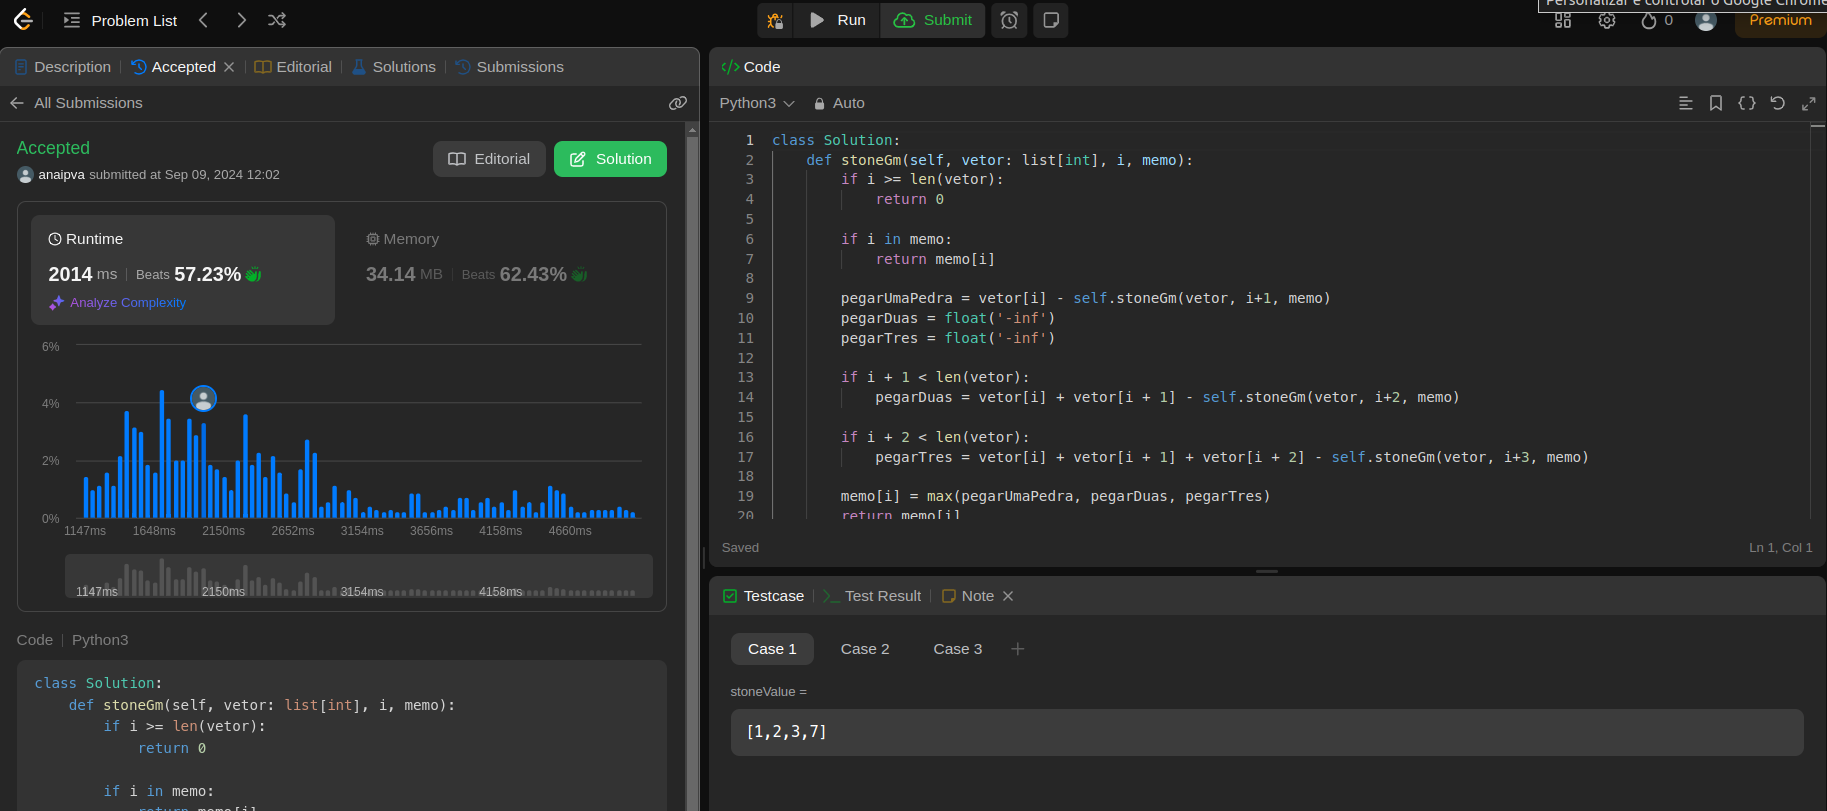 Personalizar e controlar o Google Chrome
Problem List
Run
Submit
0
Premium
Description
Accepted
Editorial
Solutions
Submissions
All Submissions
Accepted
anaipva submitted at Sep 09, 2024 12:02
Editorial
Solution
Runtime
2014 ms
Beats 57.23%
Analyze Complexity
Memory
34.14 MB
Beats 62.43%
6%
4%
2%
0%
1147ms 1648ms 2150ms 2652ms 3154ms 3656ms 4158ms 4660ms
1147ms 2150ms 3154ms 4158ms
Code
Python3
class Solution:
    def stoneGm(self, vetor: list[int], i, memo):
        if i >= len(vetor):
            return 0

        if i in memo:
            return memo[i]
Code
Python3
Auto
1 class Solution:
2     def stoneGm(self, vetor: list[int], i, memo):
3         if i >= len(vetor):
4             return 0
5
6         if i in memo:
7             return memo[i]
8
9         pegarUmaPedra = vetor[i] - self.stoneGm(vetor, i+1, memo)
10         pegarDuas = float('-inf')
11         pegarTres = float('-inf')
12
13         if i + 1 < len(vetor):
14             pegarDuas = vetor[i] + vetor[i + 1] - self.stoneGm(vetor, i+2, memo)
15
16         if i + 2 < len(vetor):
17             pegarTres = vetor[i] + vetor[i + 1] + vetor[i + 2] - self.stoneGm(vetor, i+3, memo)
18
19         memo[i] = max(pegarUmaPedra, pegarDuas, pegarTres)
20         return memo[i]
Saved
Ln 1, Col 1
Testcase
Test Result
Note
Case 1
Case 2
Case 3
stoneValue =
[1,2,3,7]